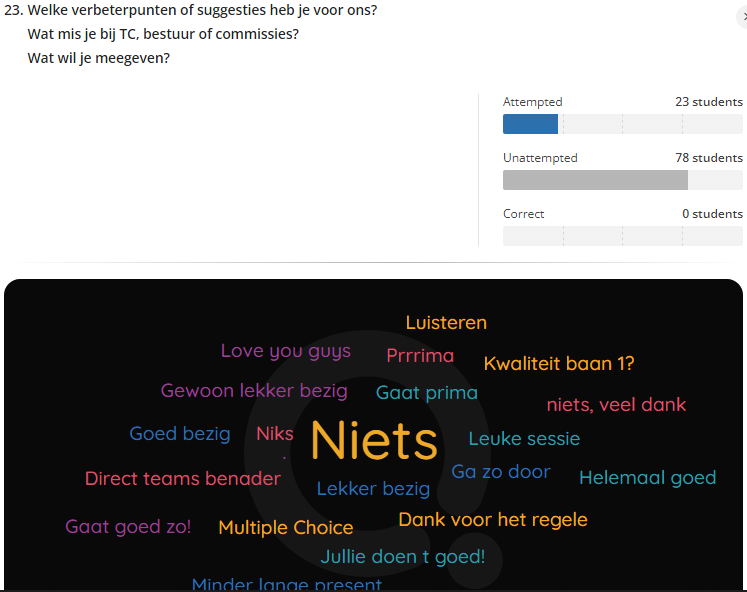 23. Welke verbeterpunten of suggesties heb je voor ons?
Wat mis je bij TC, bestuur of commissies?
Wat wil je meegeven?
Attempted 23 students
Unattempted 78 students
Correct 0 students
Luisteren
Love you guys
Prrrima
Kwaliteit baan 1?
Gewoon lekker bezig
Gaat prima
niets, veel dank
Goed bezig
Niks
Niets
Leuke sessie
.
Direct teams benader
Lekker bezig
Ga zo door
Helemaal goed
Gaat goed zo!
Multiple Choice
Dank voor het regele
Jullie doen t goed!
Minder lange present